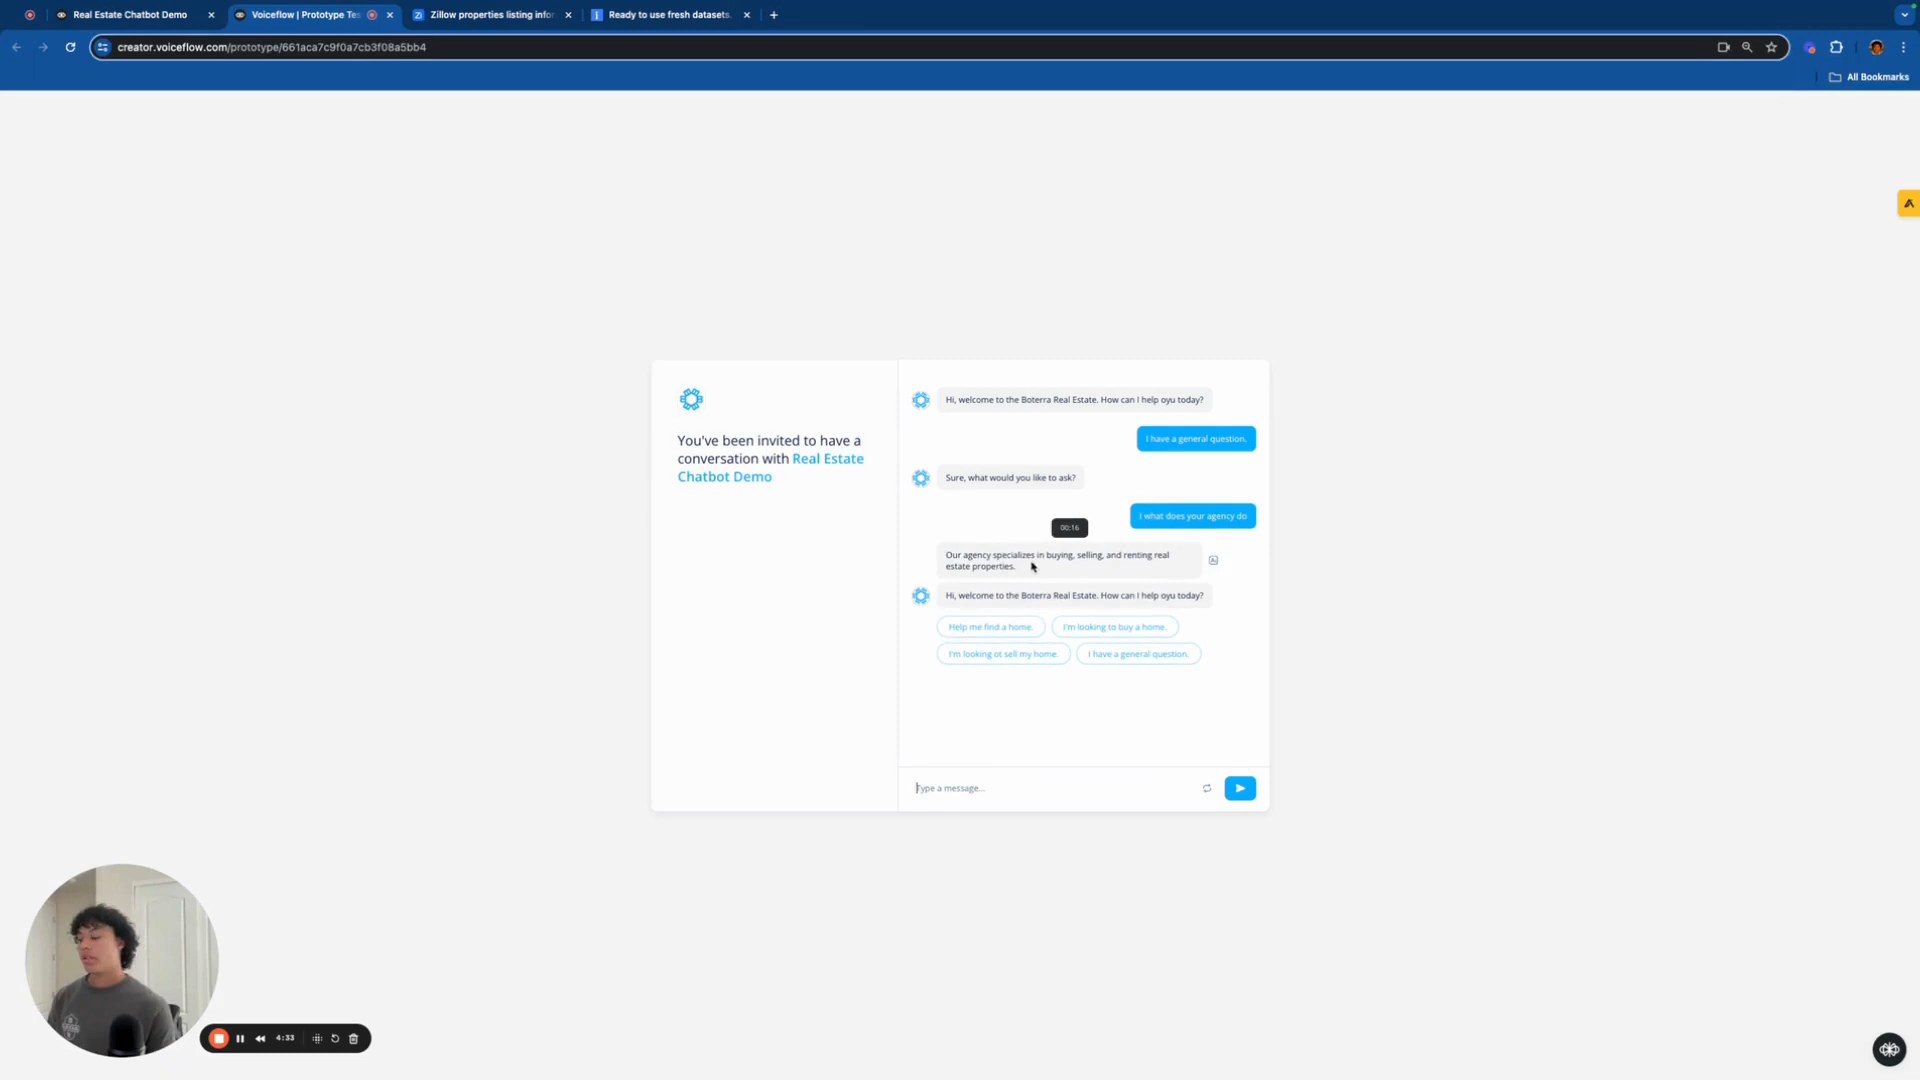 Real Estate Chatbot Demo
Voiceflow | Prototype Tes
Zillow properties listing infor
Ready to use fresh datasets.
creator.voiceflow.com/prototype/661aca7c9f0a7cb3f08a5bb4
All Bookmarks
You've been invited to have a
conversation with Real Estate
Chatbot Demo
Hi, welcome to the Boterra Real Estate. How can I help oyu today?
I have a general question.
Sure, what would you like to ask?
I what does your agency do
00:16
Our agency specializes in buying, selling, and renting real
estate properties.
Hi, welcome to the Boterra Real Estate. How can I help oyu today?
Help me find a home.
I'm looking to buy a home.
I'm looking ot sell my home.
I have a general question.
Type a message...
4:33